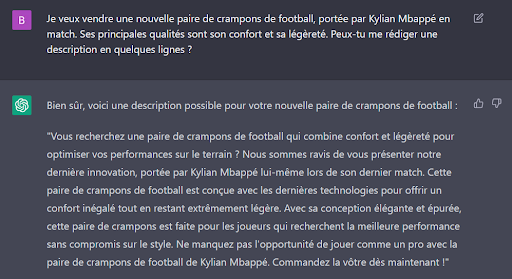 B
Je veux vendre une nouvelle paire de crampons de football, portée par Kylian Mbappé en
match. Ses principales qualités sont son confort et sa légèreté. Peux-tu me rédiger une
description en quelques lignes ?
Bien sûr, voici une description possible pour votre nouvelle paire de crampons de football :
"Vous recherchez une paire de crampons de football qui combine confort et légèreté pour
optimiser vos performances sur le terrain ? Nous sommes ravis de vous présenter notre
dernière innovation, portée par Kylian Mbappé lui-même lors de son dernier match. Cette
paire de crampons de football est conçue avec les dernières technologies pour offrir un
confort inégalé tout en restant extrêmement légère. Avec sa conception élégante et épurée,
cette paire de crampons est faite pour les joueurs qui recherchent la meilleure performance
sans compromis sur le style. Ne manquez pas l'opportunité de jouer comme un pro avec la
paire de crampons de football de Kylian Mbappé. Commandez la vôtre dès maintenant !"